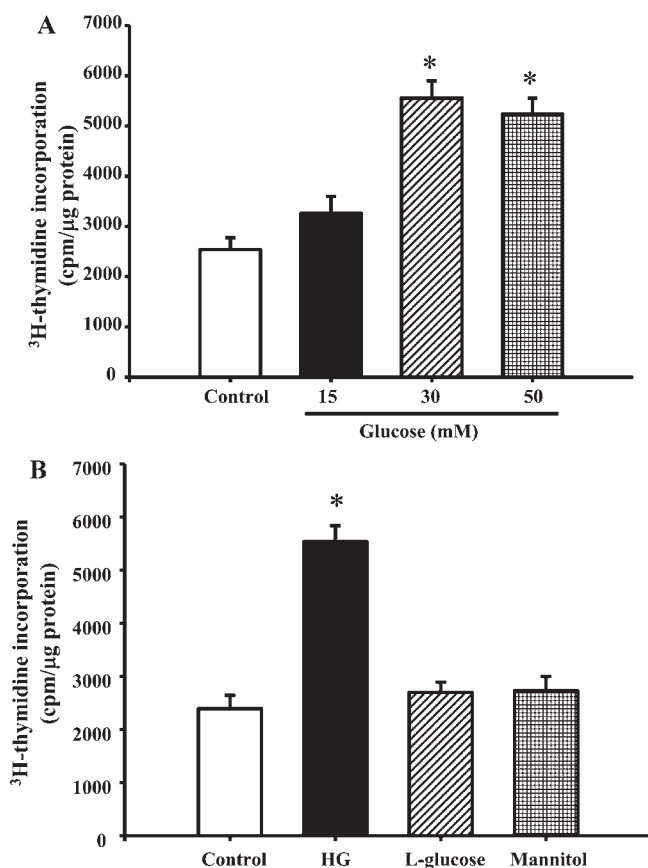 A
³H-thymidine incorporation
(cpm/µg protein)
7000
6000
5000
4000
3000
2000
1000
0
*
*
Control
15
30
50
Glucose (mM)
B
³H-thymidine incorporation
(cpm/µg protein)
7000
6000
5000
4000
3000
2000
1000
0
*
Control
HG
L-glucose
Mannitol